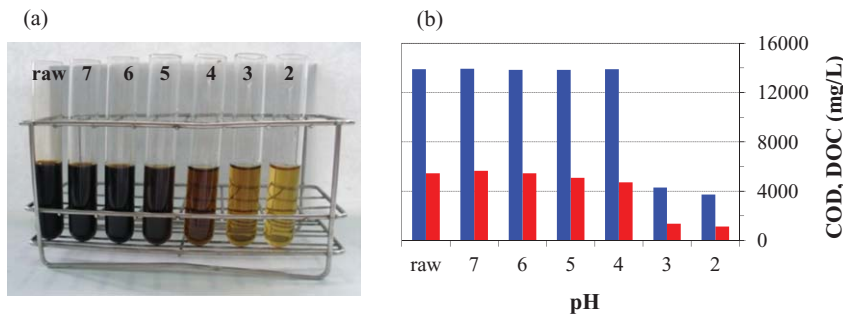 (a)
raw 7 6 5 4 3 2
(b)
16000
12000
8000
4000
0
COD, DOC (mg/L)
raw 7 6 5 4 3 2
pH